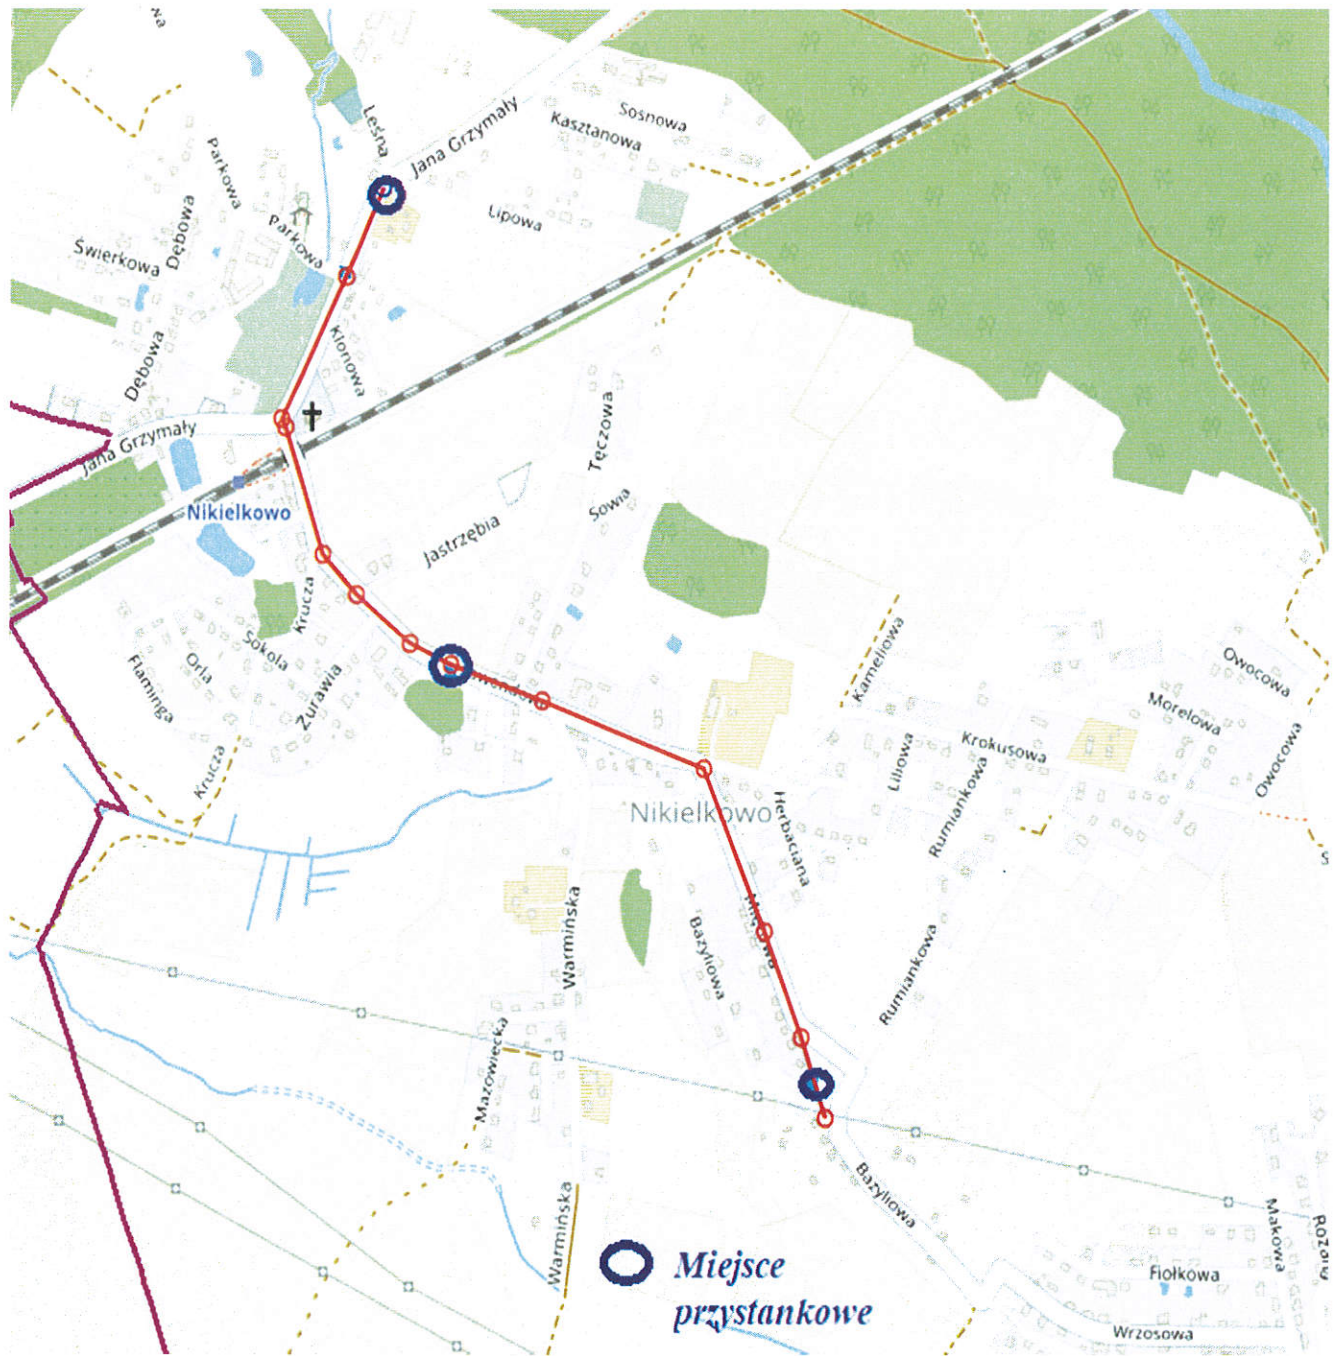 wa
Leśna
Jana Grzymały
Sosnowa
Kasztanowa
Parkowa
Dębowa
Parkowa
Lipowa
Świerkowa
Klonowa
Dębowa
Jana Grzymały
Tęczowa
Nikielkowo
Sowia
Jastrzębia
Krucza
Sokola
Orla
Flaminga
Żurawia
Krucza
Kameliowa
Owocowa
Morelowa
Krokusowa
Liliowa
Owocowa
Rumiankowa
Nikielkowo
Herbaciana
S
Warmińska
Bazyliowa
Rumiankowa
Mazowiecka
Bazyliowa
Warmińska
Makowa
Fiołkowa
Wrzosowa
Miejsce
przystankowe